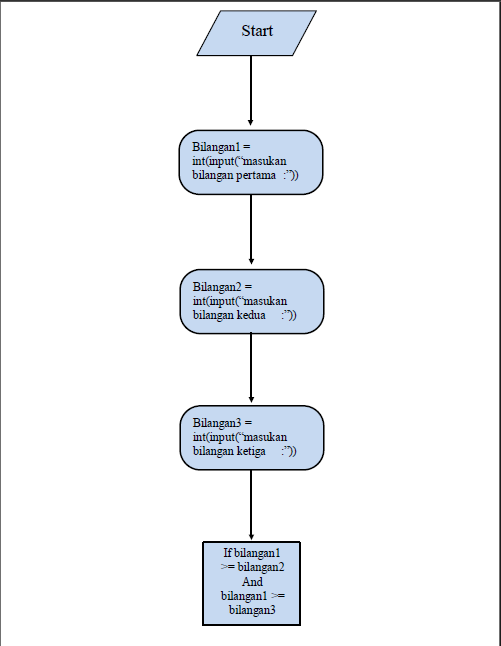 Start
Bilangan1 =
int(input(“masukan
bilangan pertama :”))
Bilangan2 =
int(input(“masukan
bilangan kedua :”))
Bilangan3 =
int(input(“masukan
bilangan ketiga :”))
If bilangan1
>= bilangan2
And
bilangan1 >=
bilangan3